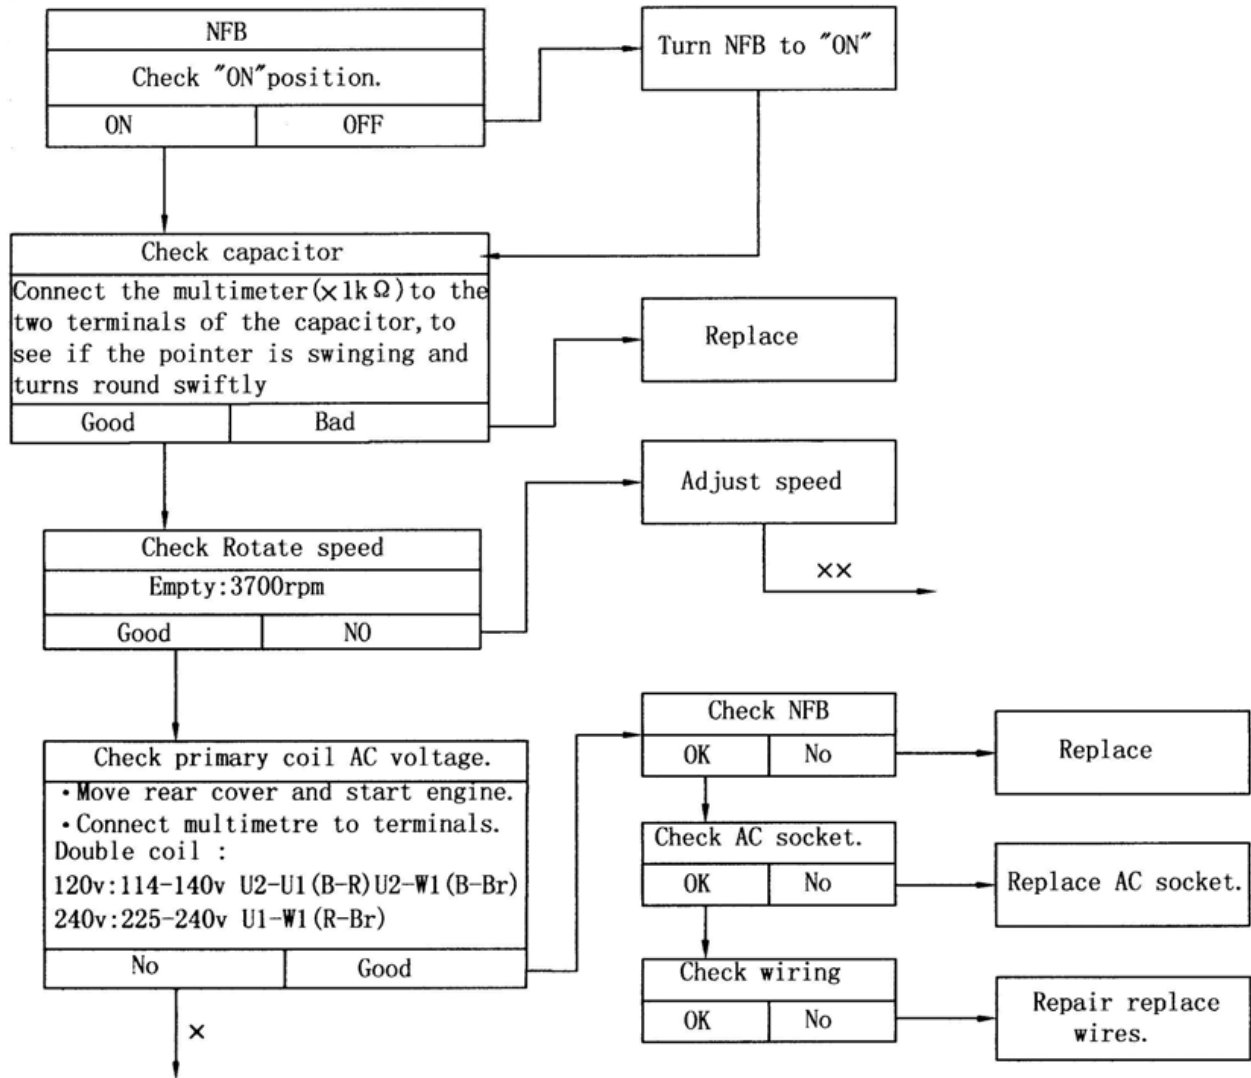 NFB
Check "ON"position.
ON OFF
Turn NFB to "ON"
Check capacitor
Connect the multimeter(×1kΩ)to the
two terminals of the capacitor,to
see if the pointer is swinging and
turns round swiftly
Good Bad
Replace
Check Rotate speed
Empty:3700rpm
Good NO
Adjust speed
××
Check primary coil AC voltage.
·Move rear cover and start engine.
·Connect multimetre to terminals.
Double coil :
120v:114-140v U2-U1(B-R)U2-W1(B-Br)
240v:225-240v U1-W1(R-Br)
No Good
×
Check NFB
OK No
Replace
Check AC socket.
OK No
Replace AC socket.
Check wiring
OK No
Repair replace
wires.